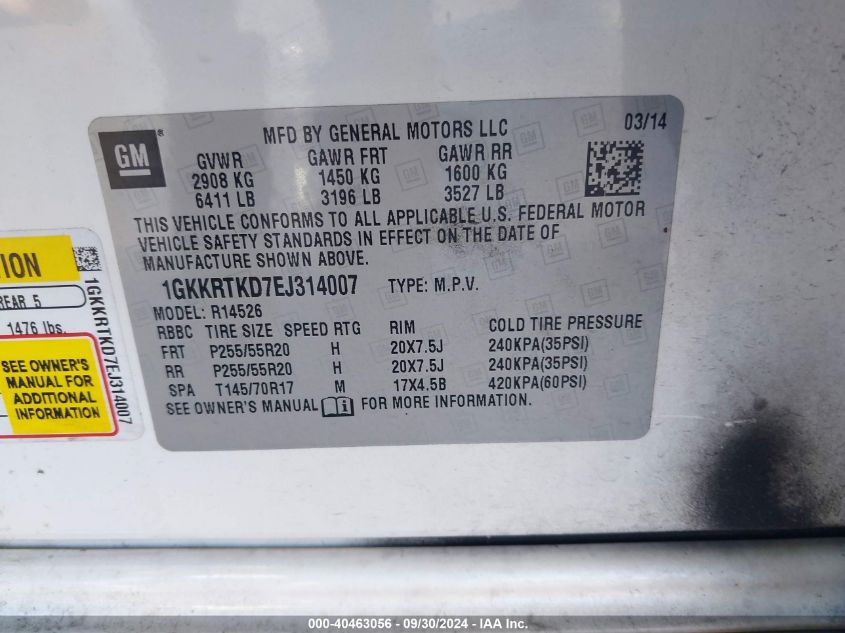 GM
®
MFD BY GENERAL MOTORS LLC 03/14
GVWR GAWR FRT GAWR RR
2908 KG 1450 KG 1600 KG
6411 LB 3196 LB 3527 LB
THIS VEHICLE CONFORMS TO ALL APPLICABLE U.S. FEDERAL MOTOR
VEHICLE SAFETY STANDARDS IN EFFECT ON THE DATE OF
MANUFACTURE SHOWN ABOVE.
1GKKRTKD7EJ314007 TYPE: M.P.V.
MODEL: R14526
RBBC TIRE SIZE SPEED RTG RIM COLD TIRE PRESSURE
FRT P255/55R20 H 20X7.5J 240KPA(35PSI)
RR P255/55R20 H 20X7.5J 240KPA(35PSI)
SPA T145/70R17 M 17X4.5B 420KPA(60PSI)
SEE OWNER'S MANUAL i FOR MORE INFORMATION.
REAR 5
1476 lbs.
SEE OWNER'S
MANUAL FOR
ADDITIONAL
INFORMATION
1GKKRTKD7EJ314007
000-40463056 - 09/30/2024 - IAA Inc.